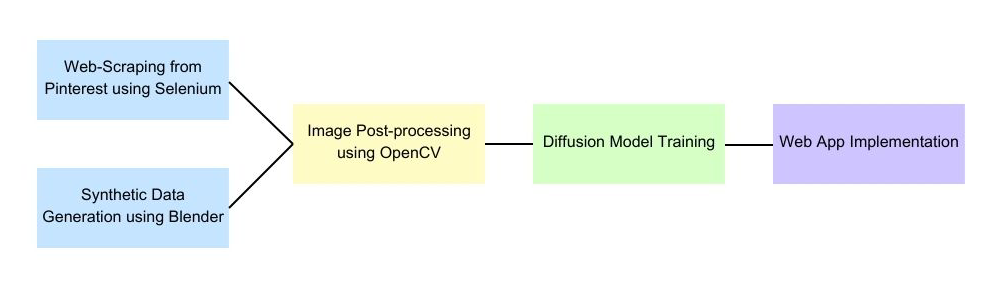 Web-Scraping from
Pinterest using Selenium
Synthetic Data
Generation using Blender
Image Post-processing
using OpenCV
Diffusion Model Training
Web App Implementation